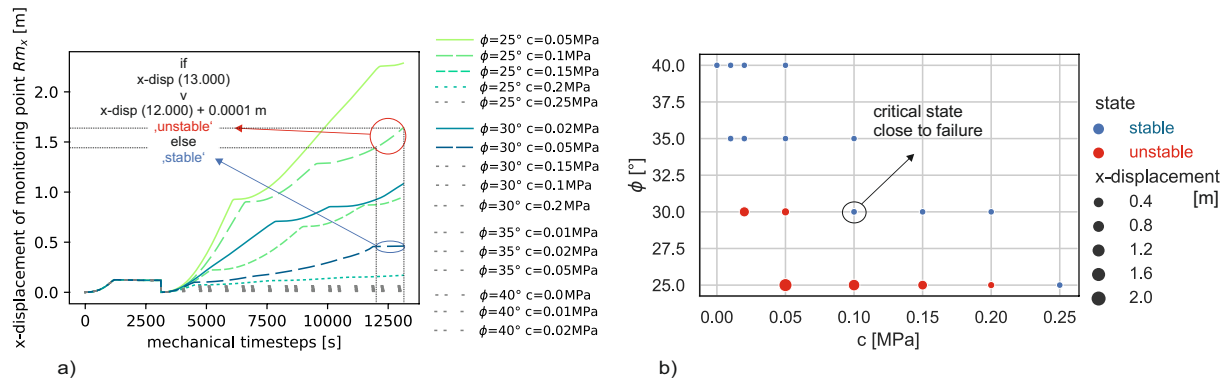 x-displacement of monitoring point Rmₓ [m]
2.0
1.5
1.0
0.5
0.0
if
x-disp (13.000)
v
x-disp (12.000) + 0.0001 m
‚unstable‘
else
‚stable‘
0
2500
5000
7500
10000
12500
mechanical timesteps [s]
ϕ=25° c=0.05MPa
ϕ=25° c=0.1MPa
ϕ=25° c=0.15MPa
ϕ=25° c=0.2MPa
ϕ=25° c=0.25MPa
ϕ=30° c=0.02MPa
ϕ=30° c=0.05MPa
ϕ=30° c=0.15MPa
ϕ=30° c=0.1MPa
ϕ=30° c=0.2MPa
ϕ=35° c=0.01MPa
ϕ=35° c=0.02MPa
ϕ=35° c=0.05MPa
ϕ=40° c=0.0MPa
ϕ=40° c=0.01MPa
ϕ=40° c=0.02MPa
a)
ϕ [°]
40.0
37.5
35.0
32.5
30.0
27.5
25.0
critical state
close to failure
0.00
0.05
0.10
0.15
0.20
0.25
c [MPa]
state
stable
unstable
x-displacement
[m]
0.4
0.8
1.2
1.6
2.0
b)